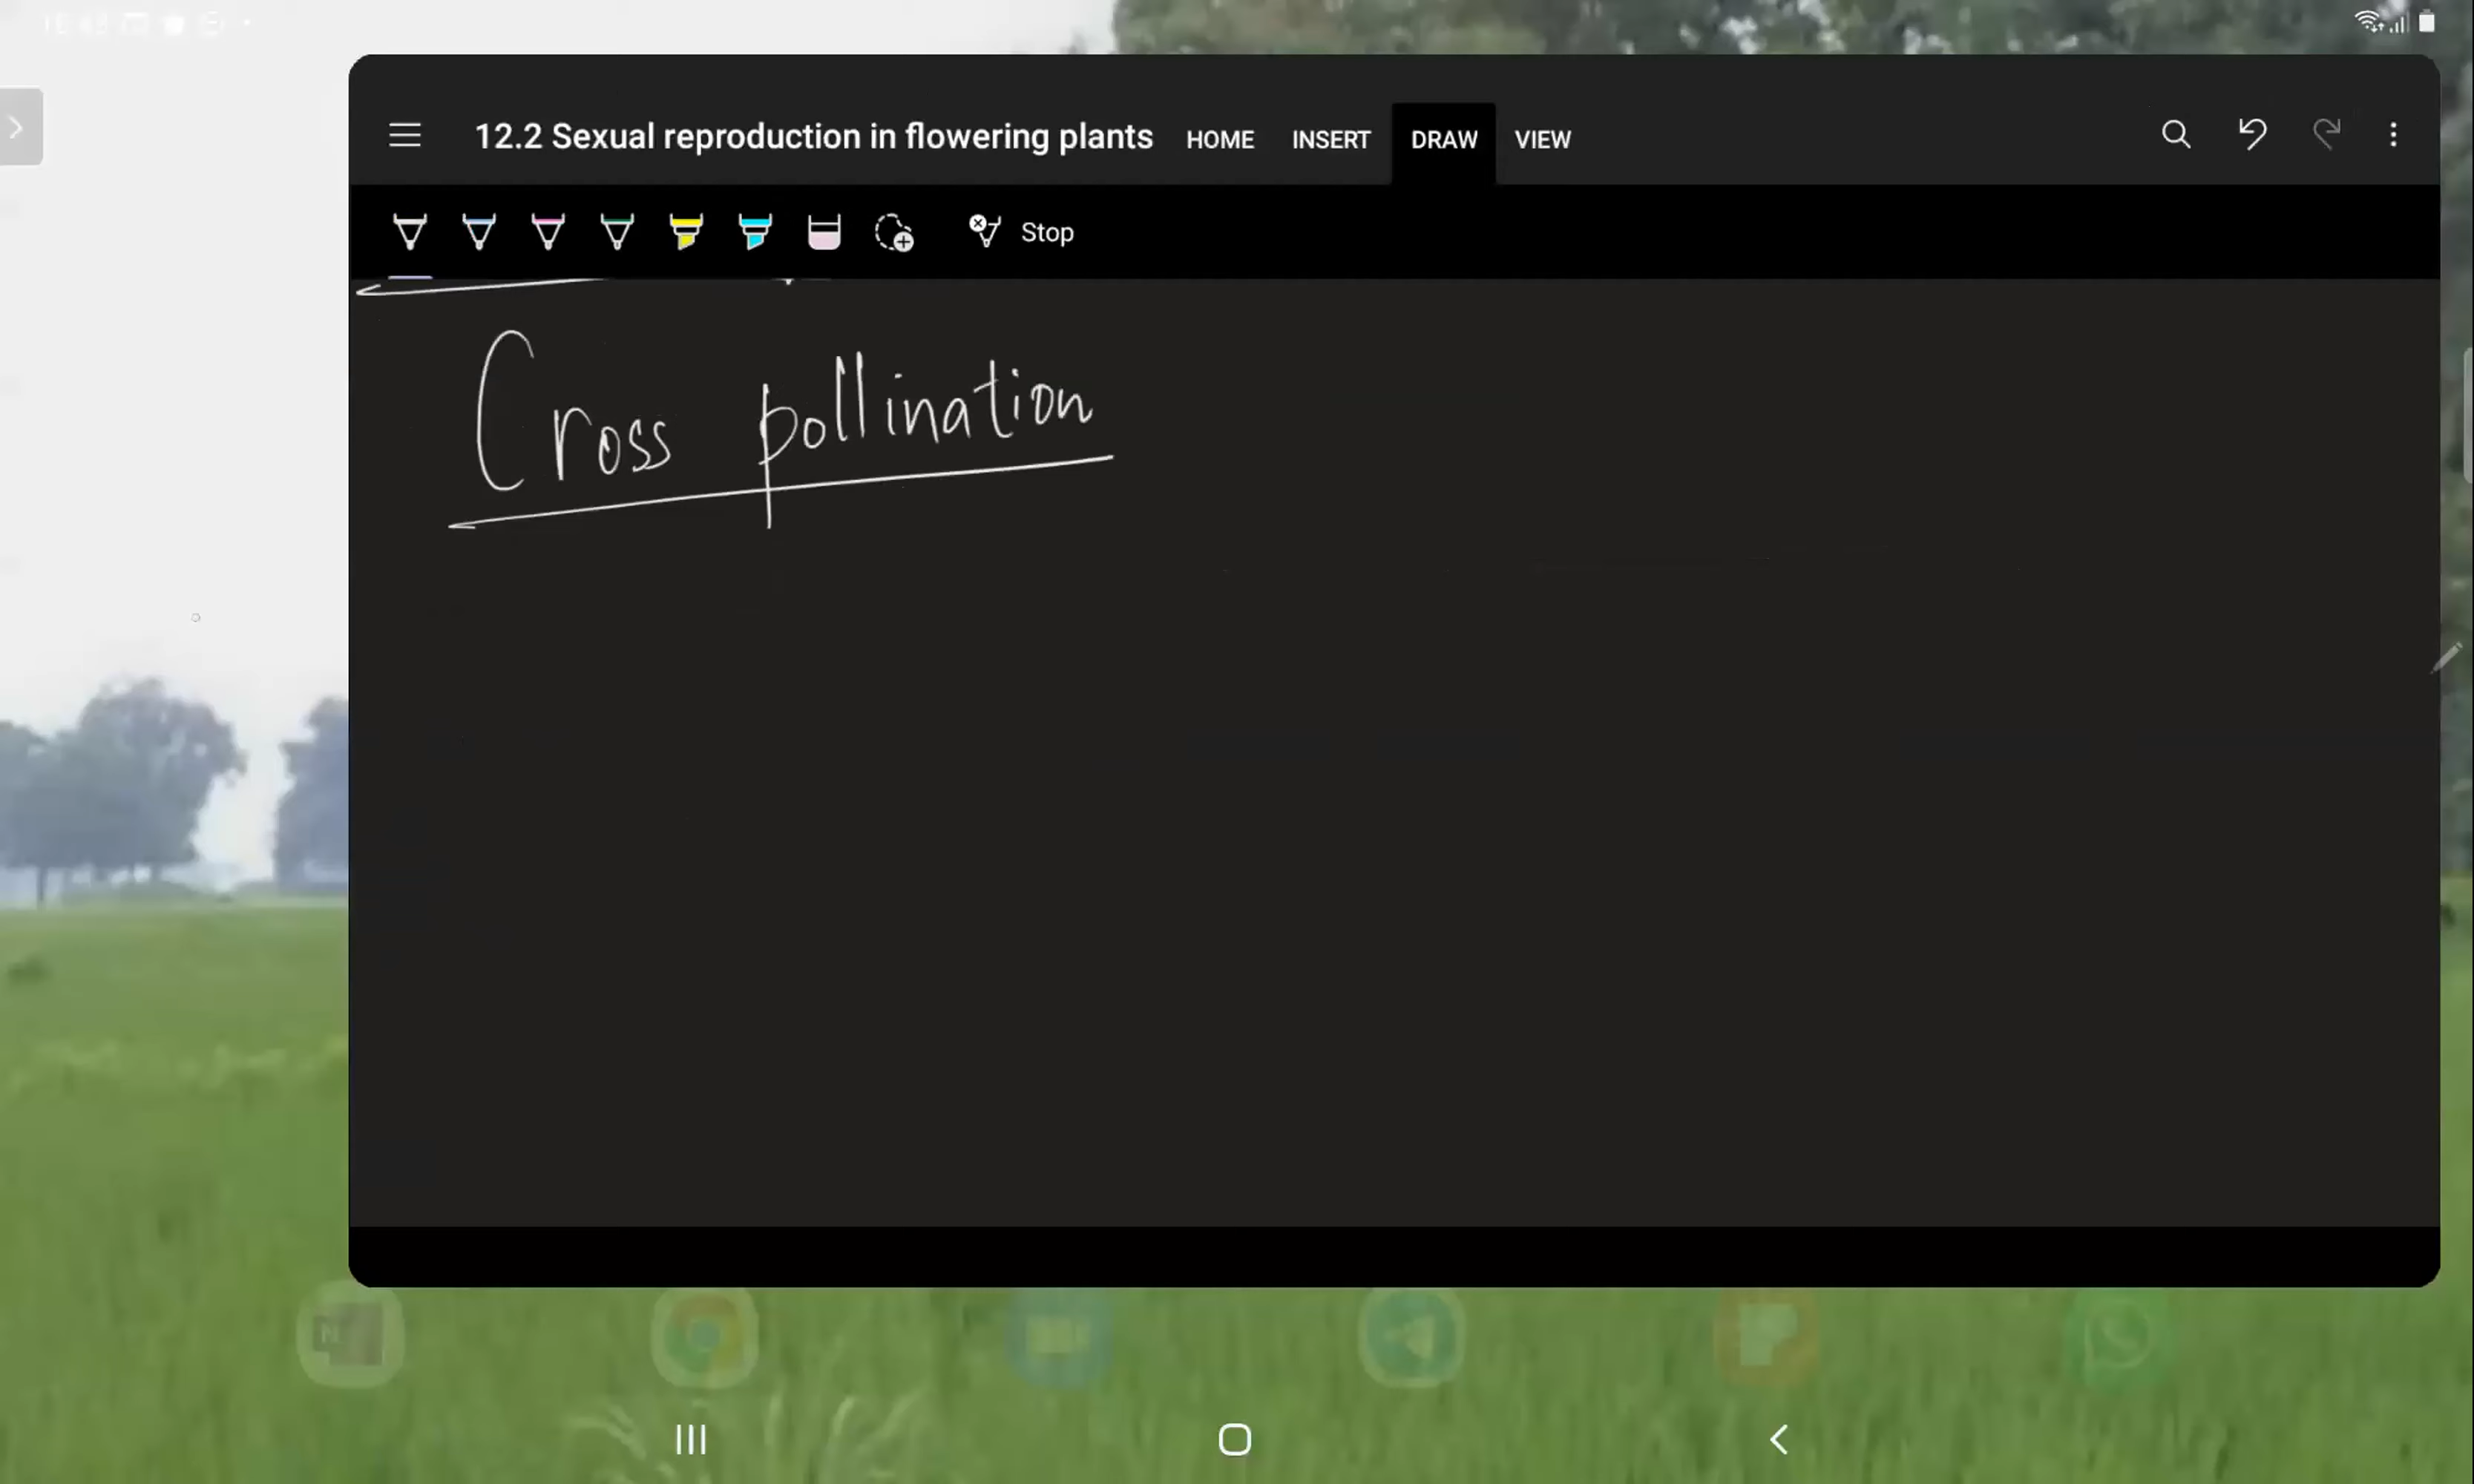 12.2 Sexual reproduction in flowering plants HOME INSERT DRAW VIEW
Stop
Cross pollination